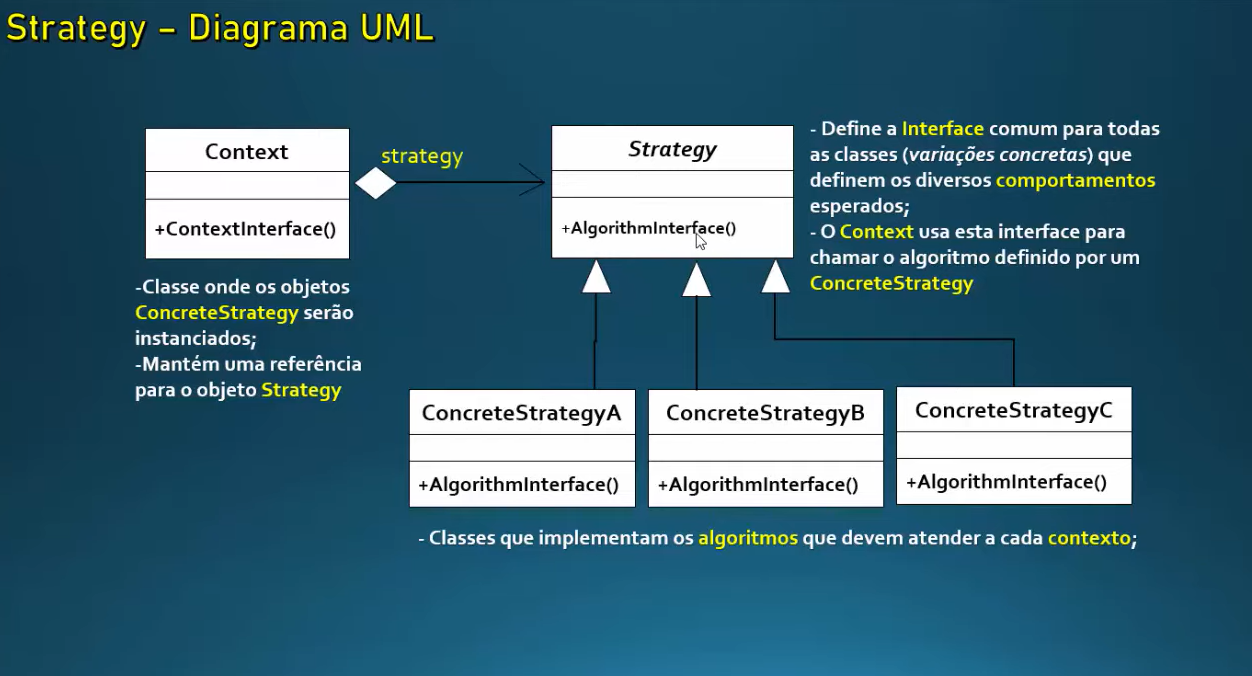 Strategy – Diagrama UML
Context
+ContextInterface()
strategy
Strategy
+AlgorithmInterface()
- Define a Interface comum para todas
as classes (variações concretas) que
definem os diversos comportamentos
esperados;
- O Context usa esta interface para
chamar o algoritmo definido por um
ConcreteStrategy
-Classe onde os objetos
ConcreteStrategy serão
instanciados;
-Mantém uma referência
para o objeto Strategy
ConcreteStrategyA
+AlgorithmInterface()
ConcreteStrategyB
+AlgorithmInterface()
ConcreteStrategyC
+AlgorithmInterface()
- Classes que implementam os algoritmos que devem atender a cada contexto;